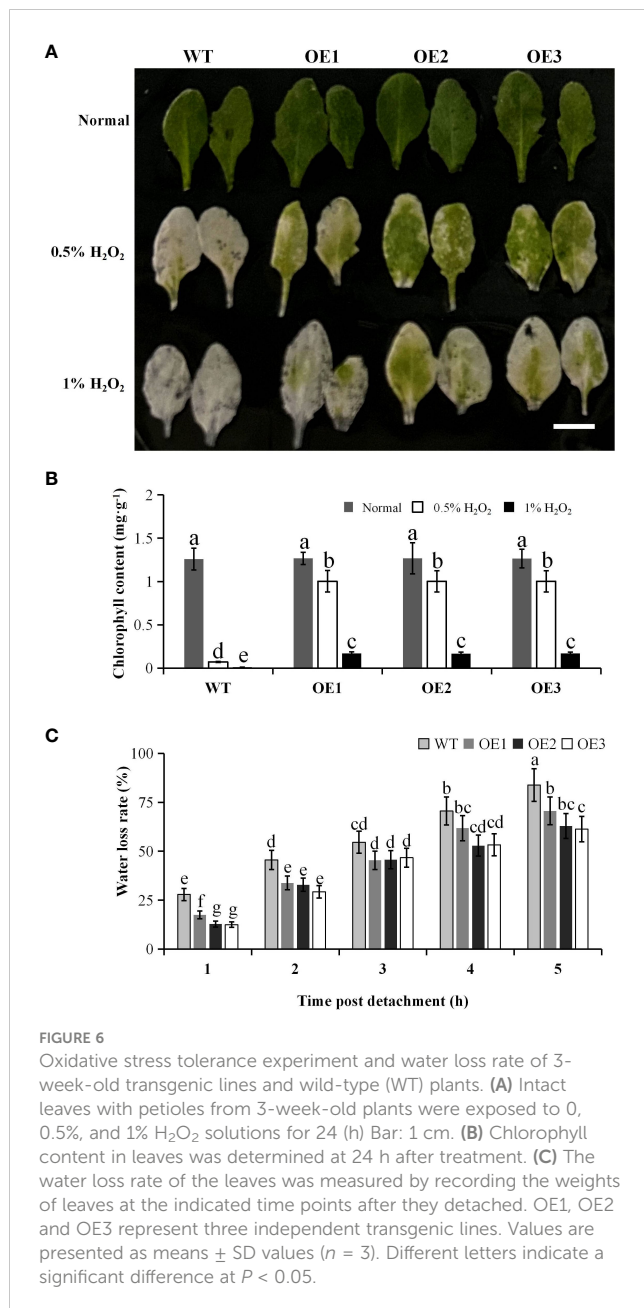 A
WT OE1 OE2 OE3
Normal
0.5% H₂O₂
1% H₂O₂
B
Chlorophyll content (mg·g⁻¹)
2
1.5
1
0.5
0
Normal 0.5% H₂O₂ 1% H₂O₂
a d e a b c a b c a b c
WT OE1 OE2 OE3
C
Water loss rate (%)
100
75
50
25
0
WT OE1 OE2 OE3
e f g g d e e e cd d d d b bc cd cd a b bc c
1 2 3 4 5
Time post detachment (h)
FIGURE 6
Oxidative stress tolerance experiment and water loss rate of 3-
week-old transgenic lines and wild-type (WT) plants. (A) Intact
leaves with petioles from 3-week-old plants were exposed to 0,
0.5%, and 1% H₂O₂ solutions for 24 (h) Bar: 1 cm. (B) Chlorophyll
content in leaves was determined at 24 h after treatment. (C) The
water loss rate of the leaves was measured by recording the weights
of leaves at the indicated time points after they detached. OE1, OE2
and OE3 represent three independent transgenic lines. Values are
presented as means ± SD values (n = 3). Different letters indicate a
significant difference at P < 0.05.